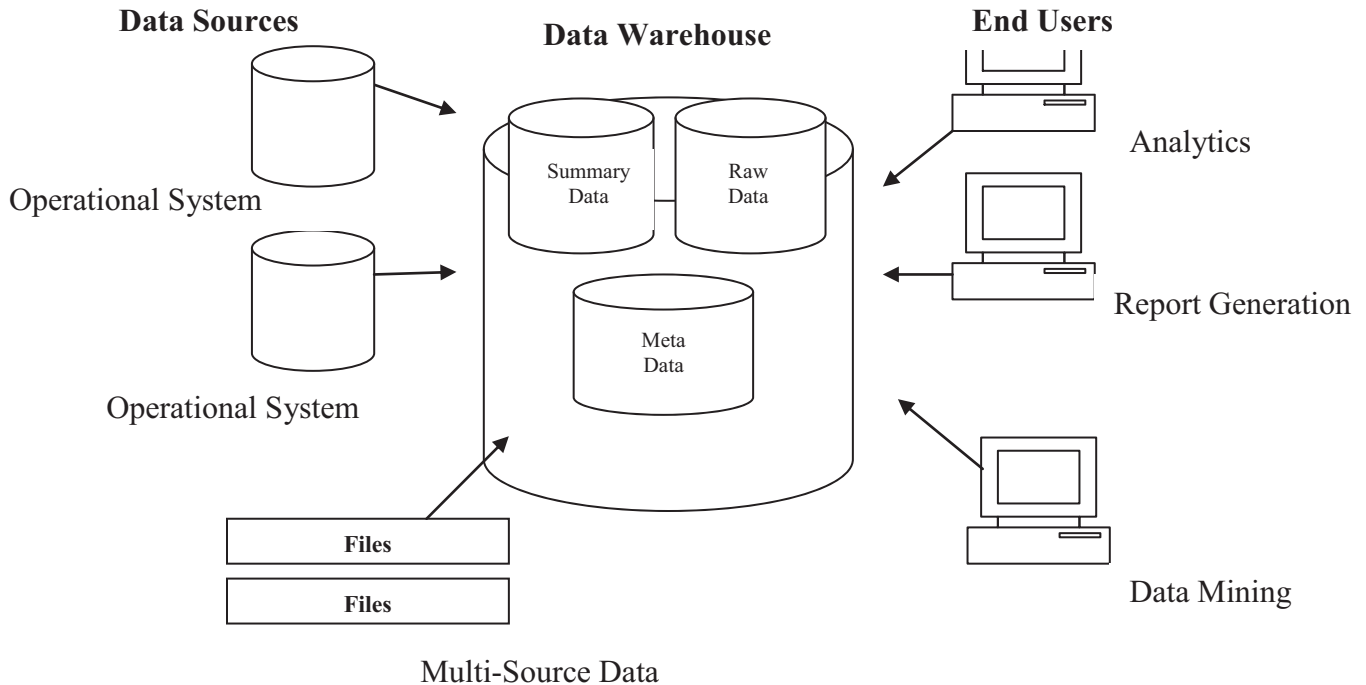 Data Sources
Data Warehouse
End Users
Summary
Data
Raw
Data
Analytics
Operational System
Meta
Data
Report Generation
Operational System
Files
Files
Data Mining
Multi-Source Data